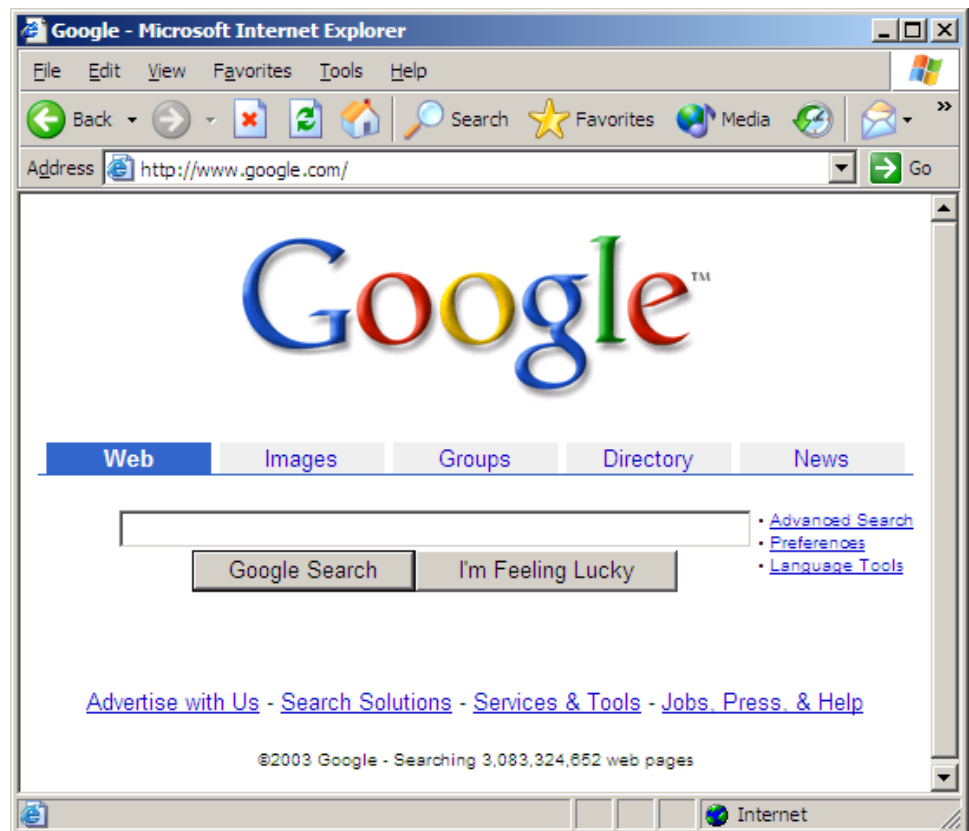 Google - Microsoft Internet Explorer
File Edit View Favorites Tools Help
Back Search Favorites Media »
Address http://www.google.com/ Go
Google™
Web Images Groups Directory News
• Advanced Search
• Preferences
• Language Tools
Google Search I'm Feeling Lucky
Advertise with Us - Search Solutions - Services & Tools - Jobs, Press, & Help
©2003 Google - Searching 3,083,324,652 web pages
Internet